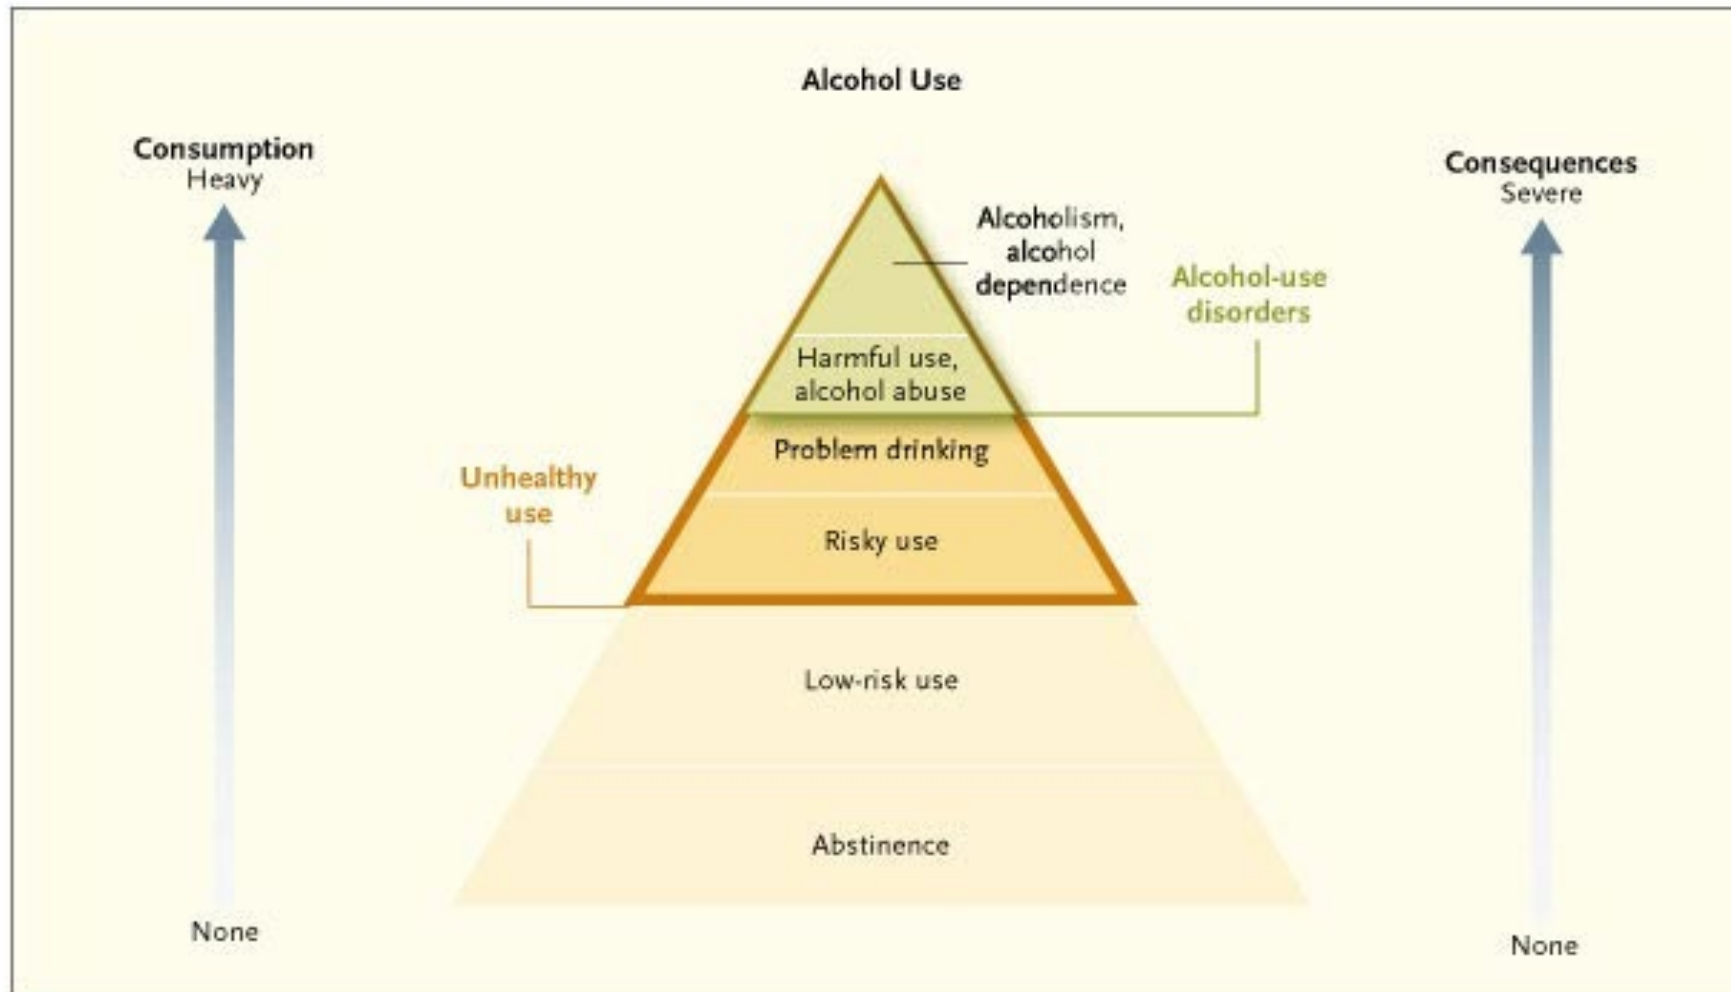 Alcohol Use
Consumption
Heavy
Consequences
Severe
Alcoholism,
alcohol
dependence
Alcohol-use
disorders
Harmful use,
alcohol abuse
Problem drinking
Unhealthy
use
Risky use
Low-risk use
Abstinence
None
None